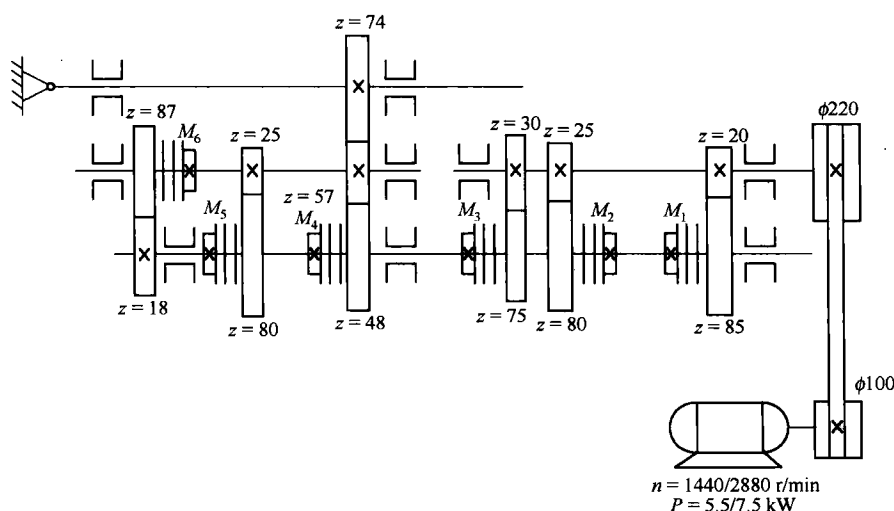 z = 74
z = 87
M6
z = 25
z = 30
z = 25
z = 20
ϕ220
z = 57
M5
M4
M3
M2
M1
z = 18
z = 80
z = 48
z = 75
z = 80
z = 85
ϕ100
n = 1440/2880 r/min
P = 5.5/7.5 kW